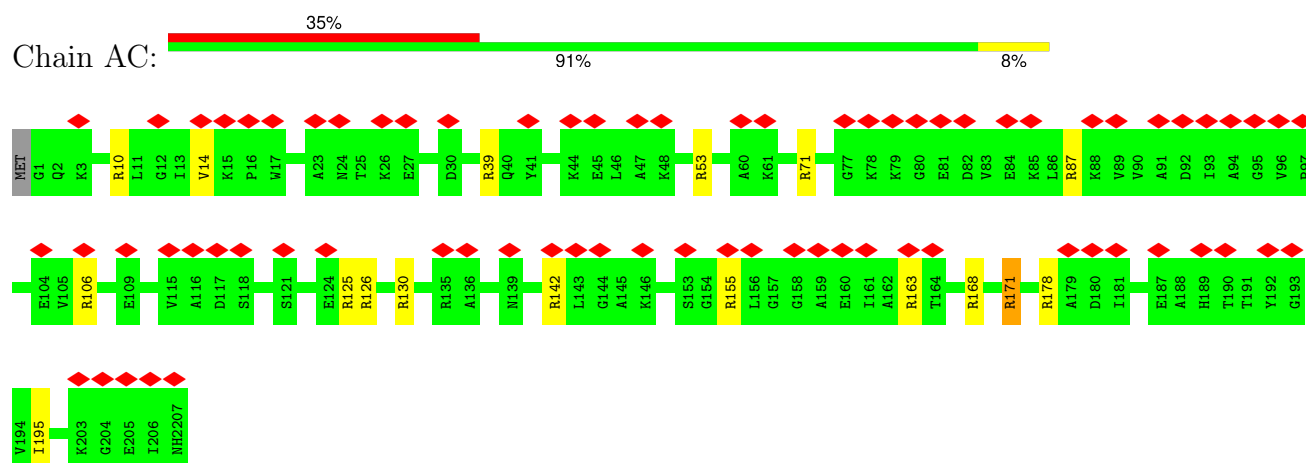 35%
Chain AC:
91% 8%
MET G1 Q2 K3 R10 L11 G12 I13 V14 K15 P16 W17 A23 N24 T25 K26 E27 D30 R39 Q40 Y41 K44 E45 L46 A47 K48 R53 A60 K61 R71 G77 K78 K79 G80 E81 D82 V83 E84 K85 L86 R87 K88 V89 V90 A91 D92 I93 A94 G95 V96
E104 V105 R106 E109 V115 A116 D117 S118 S121 E124 R125 R126 R130 R135 A136 N139 R142 L143 G144 A145 K146 S153 G154 R155 L156 G157 G158 A159 E160 I161 A162 R163 T164 R168 R171 R178 A179 D180 I181 E187 A188 H189 T190 T191 Y192 G193
V194 I195 K203 G204 E205 I206 NH2207